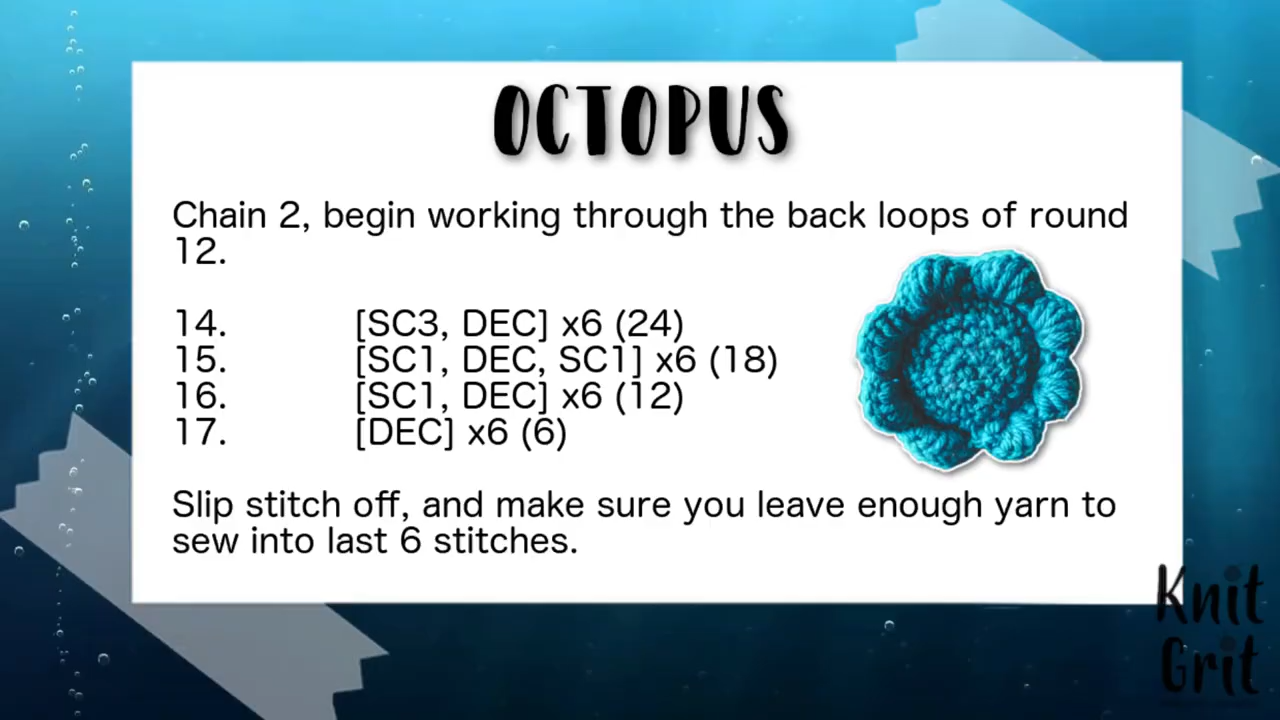 OCTOPUS
Chain 2, begin working through the back loops of round
12.
14. [SC3, DEC] x6 (24)
15. [SC1, DEC, SC1] x6 (18)
16. [SC1, DEC] x6 (12)
17. [DEC] x6 (6)
Slip stitch off, and make sure you leave enough yarn to
sew into last 6 stitches.
Knit
Grit